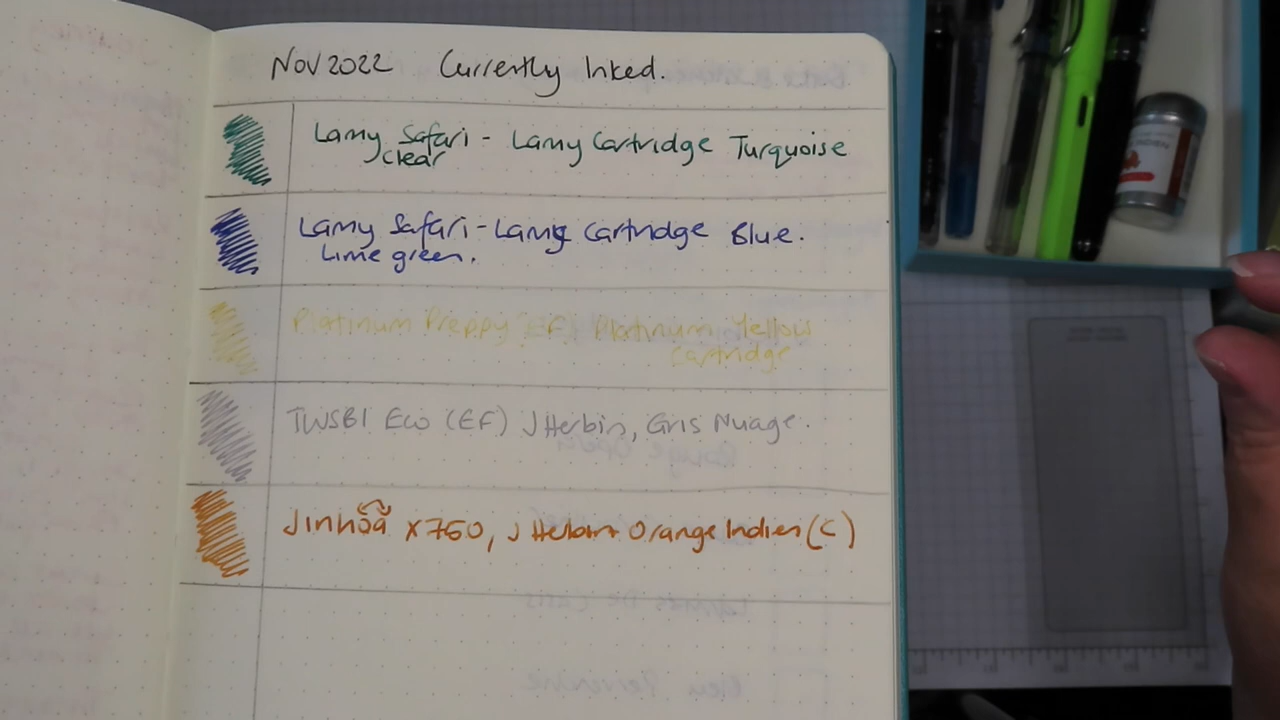 Nov 2022 Currently Inked.
Lamy Safari - Lamy Cartridge Turquoise
clear
Lamy Safari - Lamy Cartridge Blue.
Lime green.
Platinum Preppy (EF) Platinum Yellow
Cartridge
TWSBI Eco (EF) J Herbin, Gris Nuage.
Jinhoa X750, J Herbin Orange Indien (C)